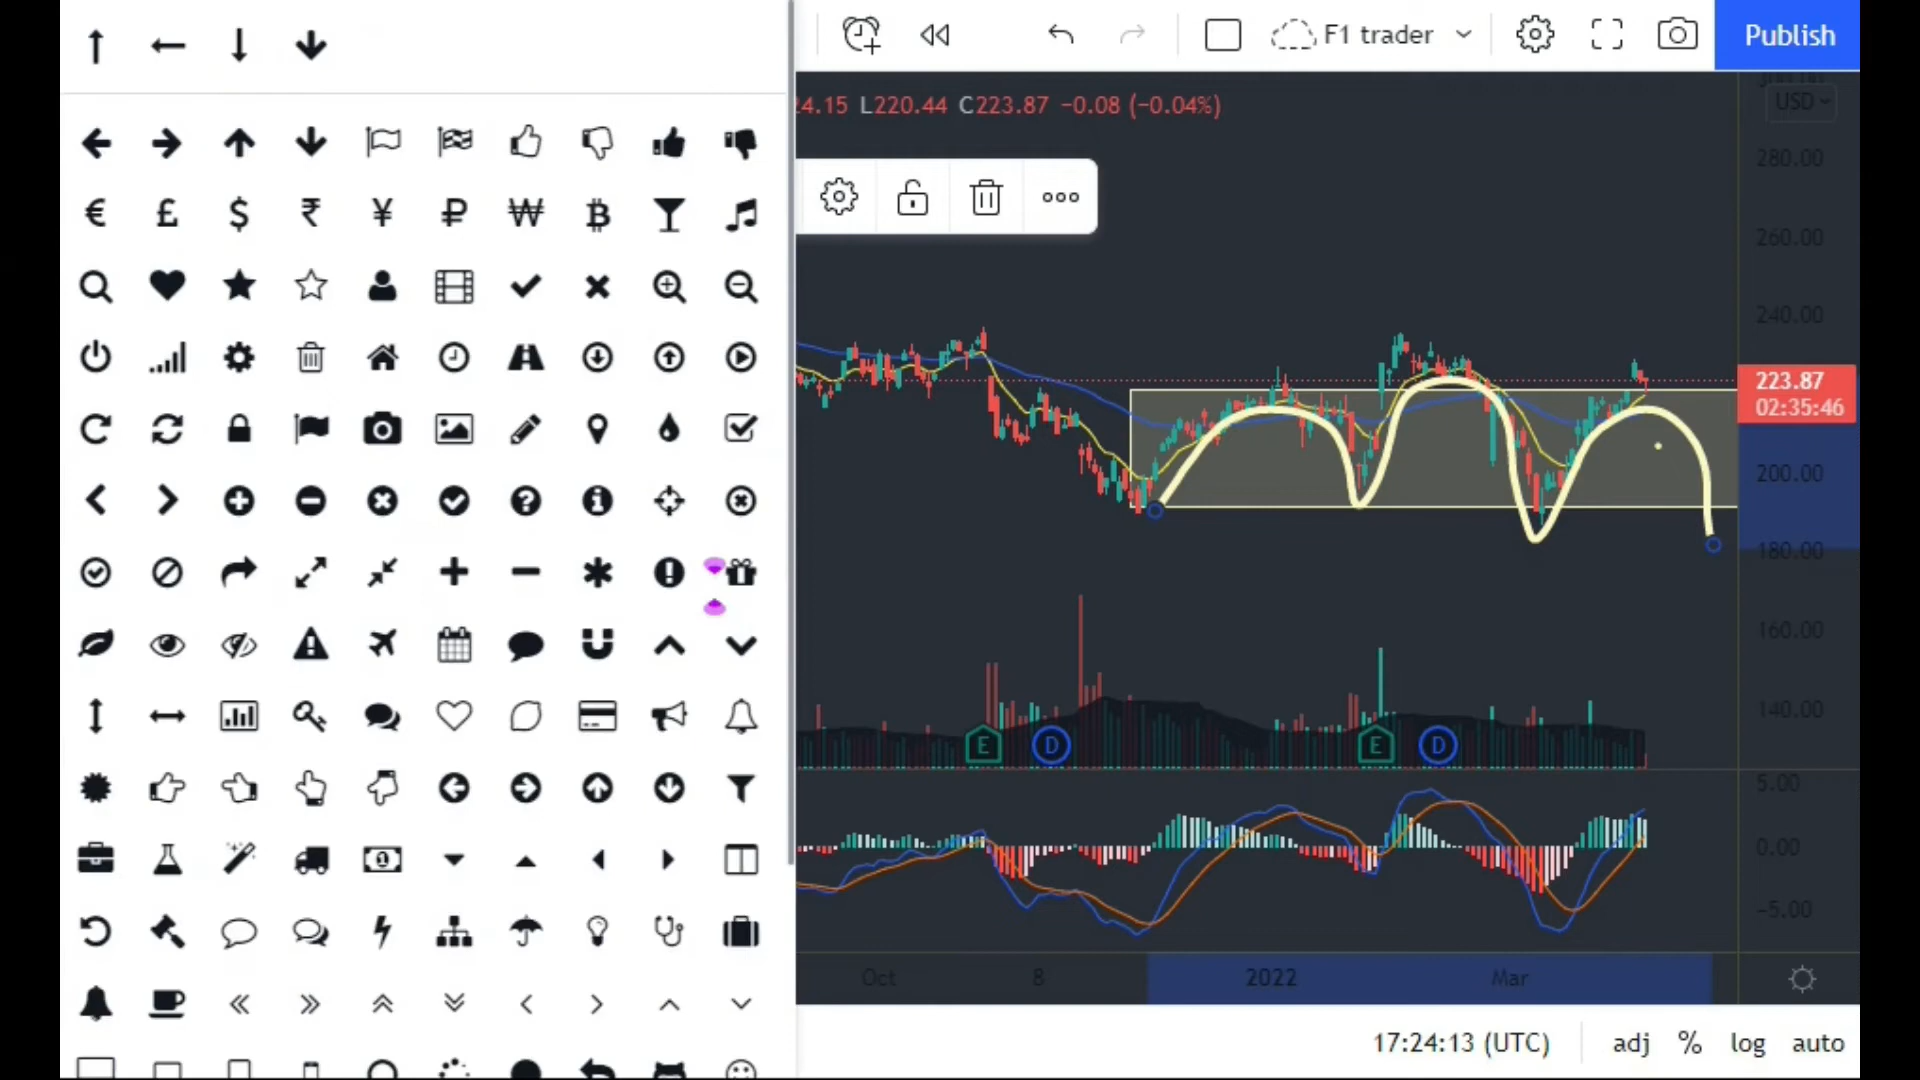 F1 trader
Publish
24.15 L220.44 C223.87 −0.08 (−0.04%)
USD
280.00
260.00
240.00
223.87
02:35:46
200.00
180.00
160.00
140.00
E
D
E
D
5.00
0.00
−5.00
Oct
8
2022
Mar
17:24:13 (UTC)
adj
%
log
auto